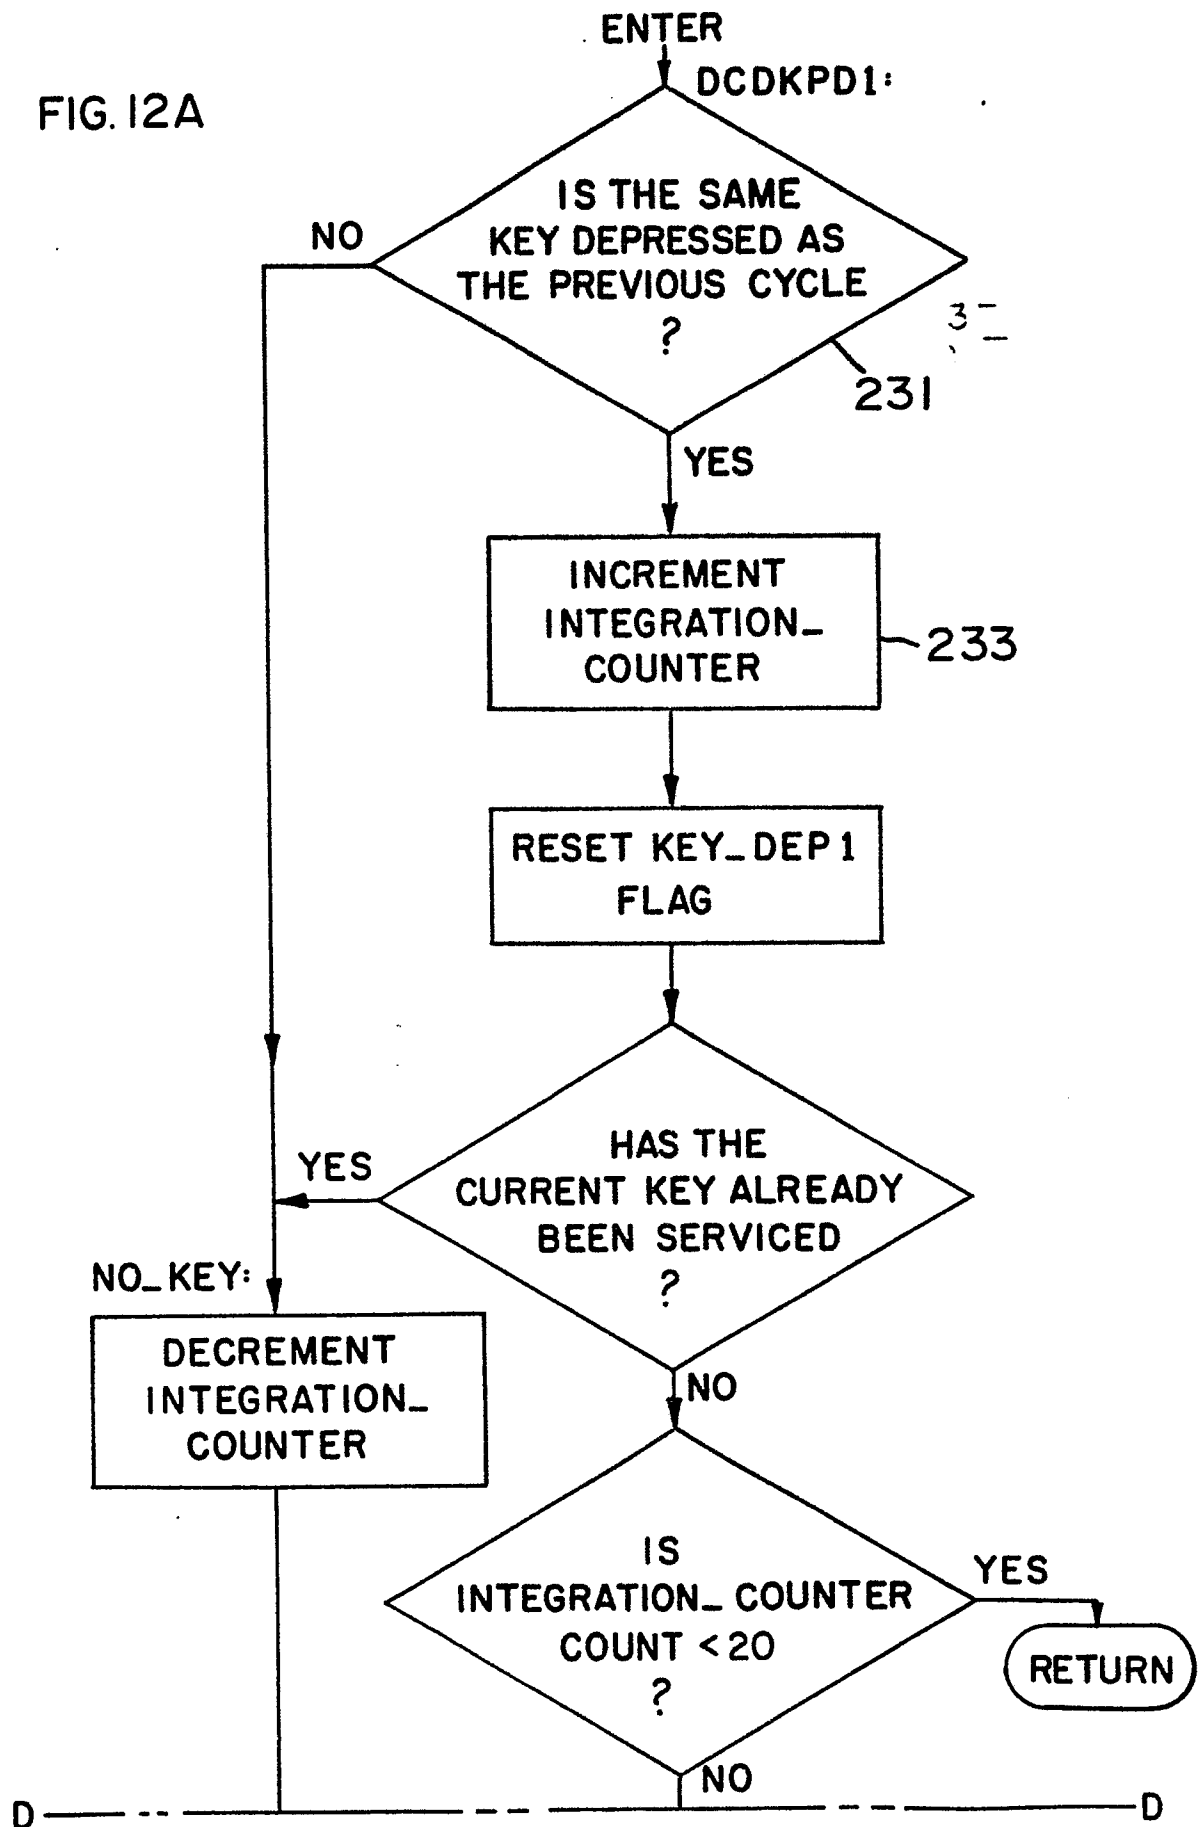 ENTER
DCDKPD1:
FIG. 12A
IS THE SAME
KEY DEPRESSED AS
THE PREVIOUS CYCLE
?
NO
231
YES
INCREMENT
INTEGRATION_
COUNTER
233
RESET KEY_DEP1
FLAG
HAS THE
CURRENT KEY ALREADY
BEEN SERVICED
?
YES
NO_KEY:
DECREMENT
INTEGRATION_
COUNTER
NO
IS
INTEGRATION_COUNTER
COUNT <20
?
YES
RETURN
NO
D
D